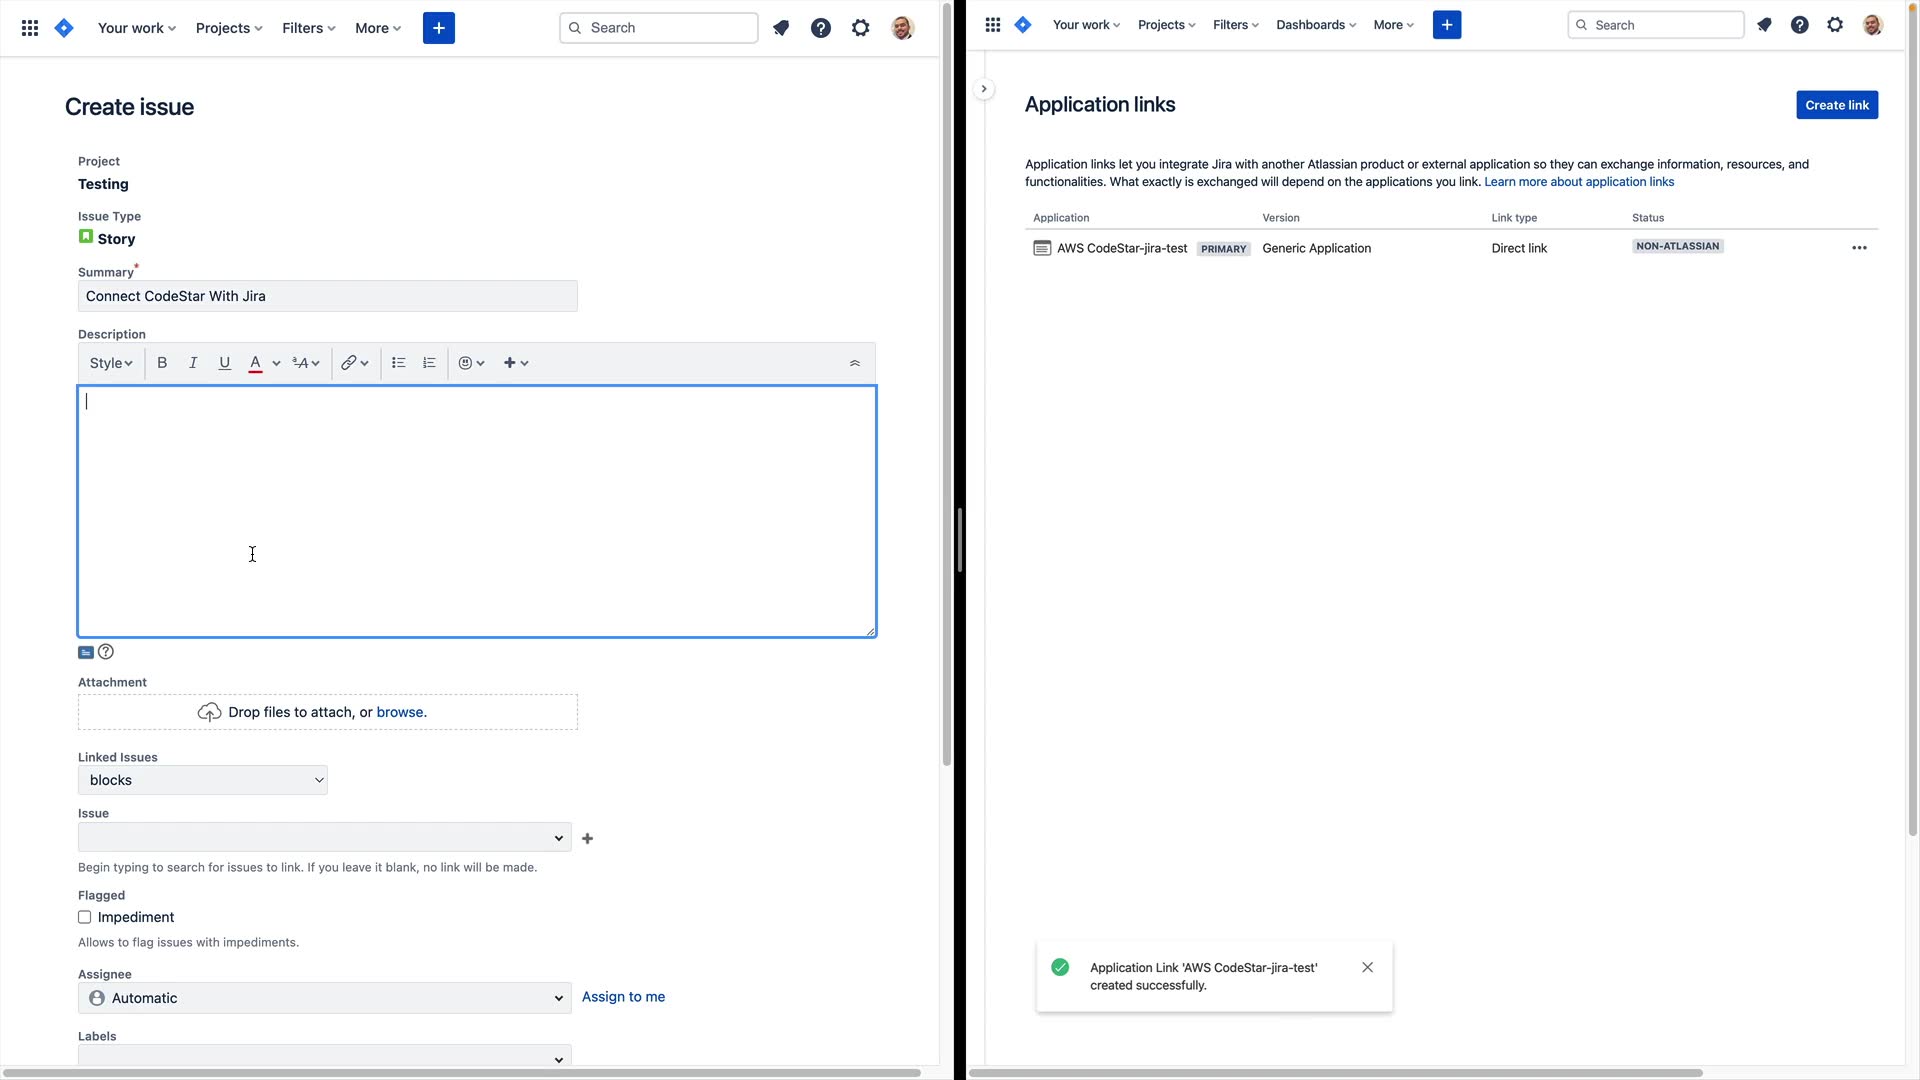 Your work
Projects
Filters
More
Search
Create issue
Project
Testing
Issue Type
Story
Summary*
Connect CodeStar With Jira
Description
Style
B
I
U
A
ªA
Attachment
Drop files to attach, or browse.
Linked Issues
blocks
Issue
Begin typing to search for issues to link. If you leave it blank, no link will be made.
Flagged
Impediment
Allows to flag issues with impediments.
Assignee
Automatic
Assign to me
Labels
Your work
Projects
Filters
Dashboards
More
Search
Application links
Create link
Application links let you integrate Jira with another Atlassian product or external application so they can exchange information, resources, and
functionalities. What exactly is exchanged will depend on the applications you link. Learn more about application links
Application
Version
Link type
Status
AWS CodeStar-jira-test
PRIMARY
Generic Application
Direct link
NON-ATLASSIAN
Application Link 'AWS CodeStar-jira-test'
created successfully.